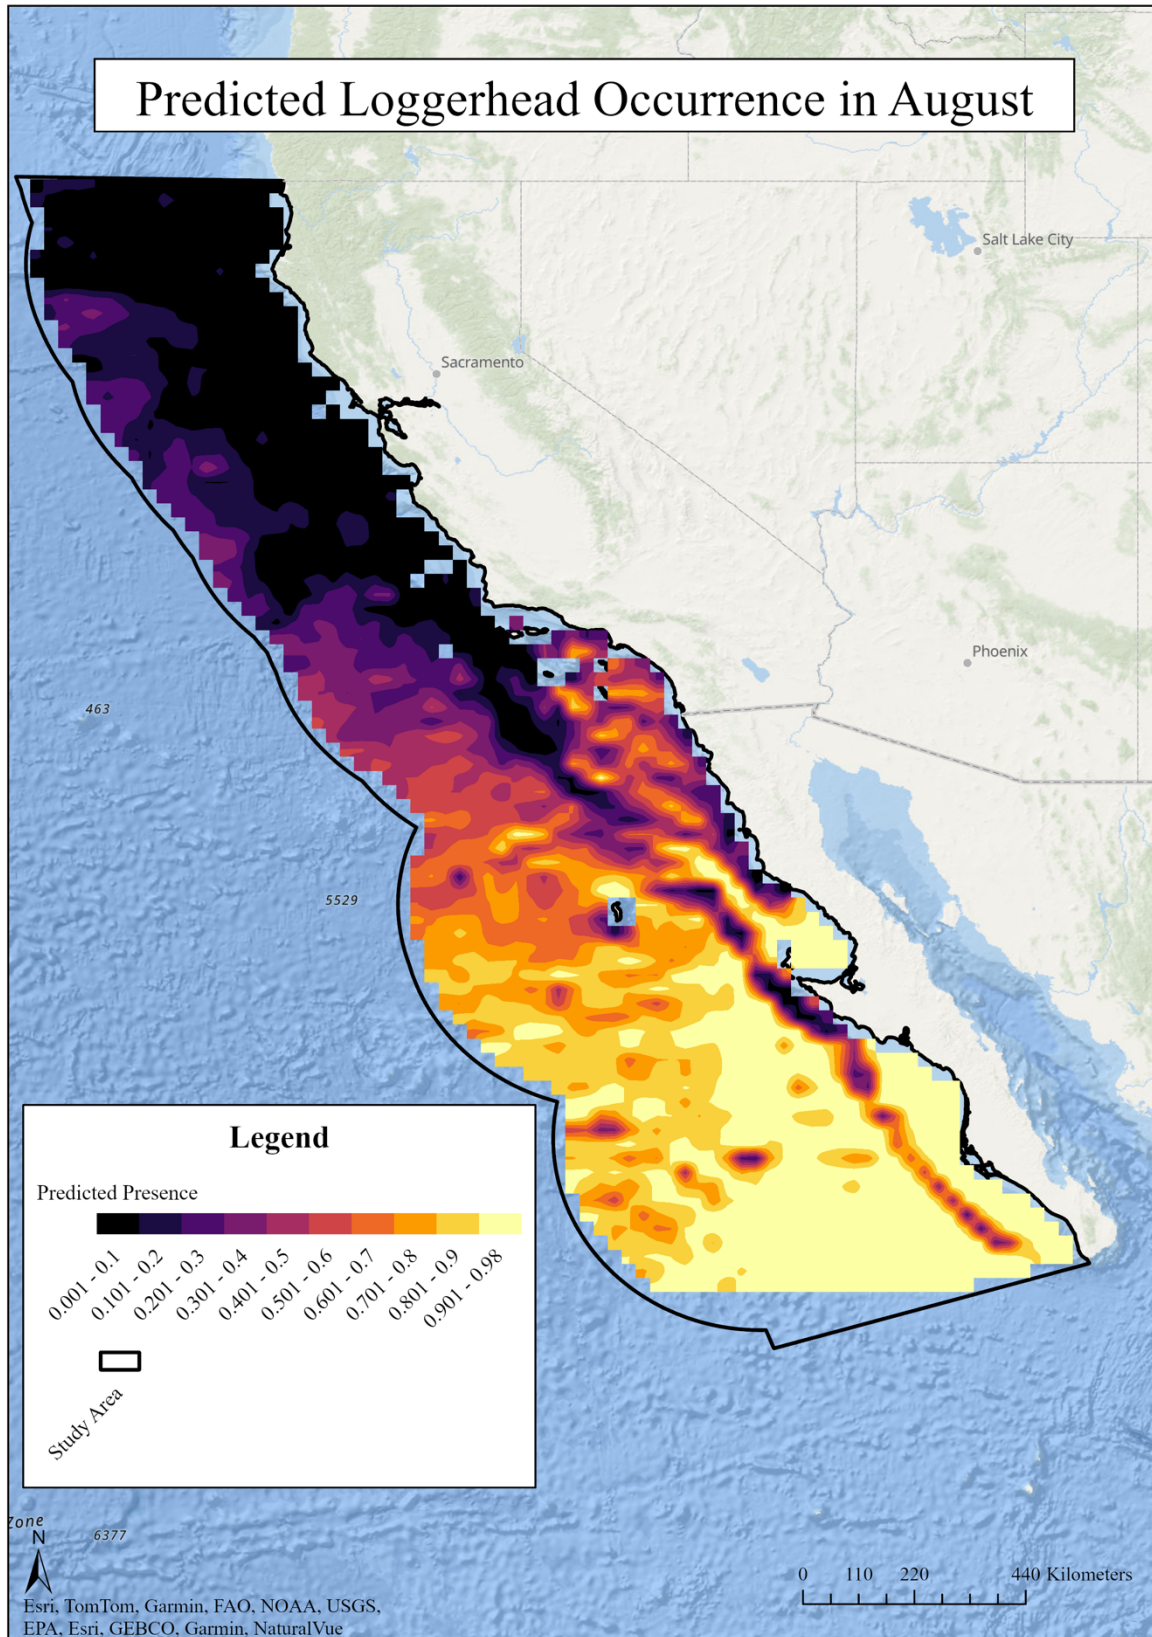 Predicted Loggerhead Occurrence in August
Salt Lake City
Sacramento
Phoenix
463
5529
Legend
Predicted Presence
0.001 - 0.1
0.101 - 0.2
0.201 - 0.3
0.301 - 0.4
0.401 - 0.5
0.501 - 0.6
0.601 - 0.7
0.701 - 0.8
0.801 - 0.9
0.901 - 0.98
Study Area
Zone
6377
N
0 110 220 440 Kilometers
Esri, TomTom, Garmin, FAO, NOAA, USGS,
EPA, Esri, GEBCO, Garmin, NaturalVue